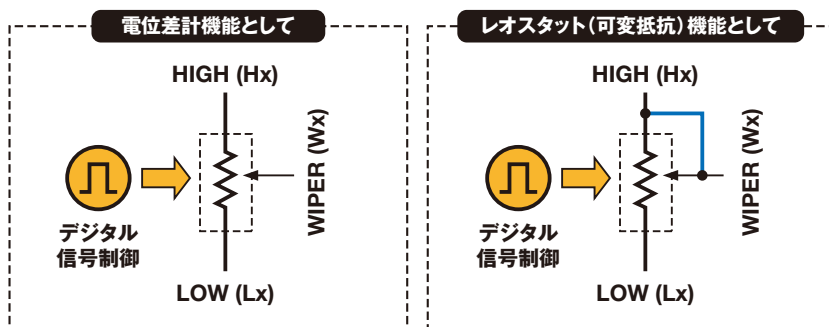 電位差計機能として
HIGH (Hx)
WIPER (Wx)
デジタル
信号制御
LOW (Lx)
レオスタット(可変抵抗)機能として
HIGH (Hx)
WIPER (Wx)
デジタル
信号制御
LOW (Lx)